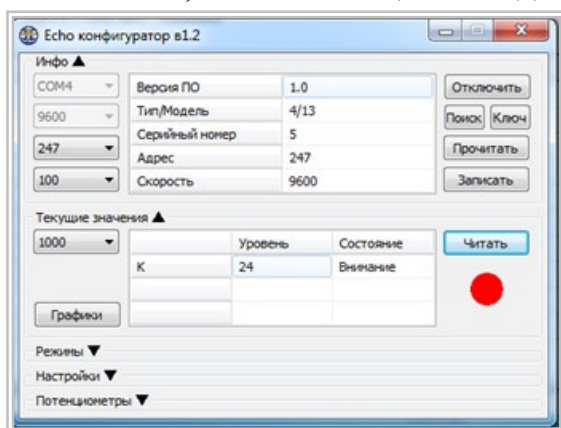 Echo конфигуратор в1.2
Инфо ▲
COM4 Версия ПО 1.0 Отключить
9600 Тип/Модель 4/13 Поиск Ключ
Серийный номер 5
247 Адрес 247 Прочитать
100 Скорость 9600 Записать
Текущие значения ▲
1000 Уровень Состояние Читать
К 24 Внимание
Графики
Режимы ▼
Настройки ▼
Потенциометры ▼